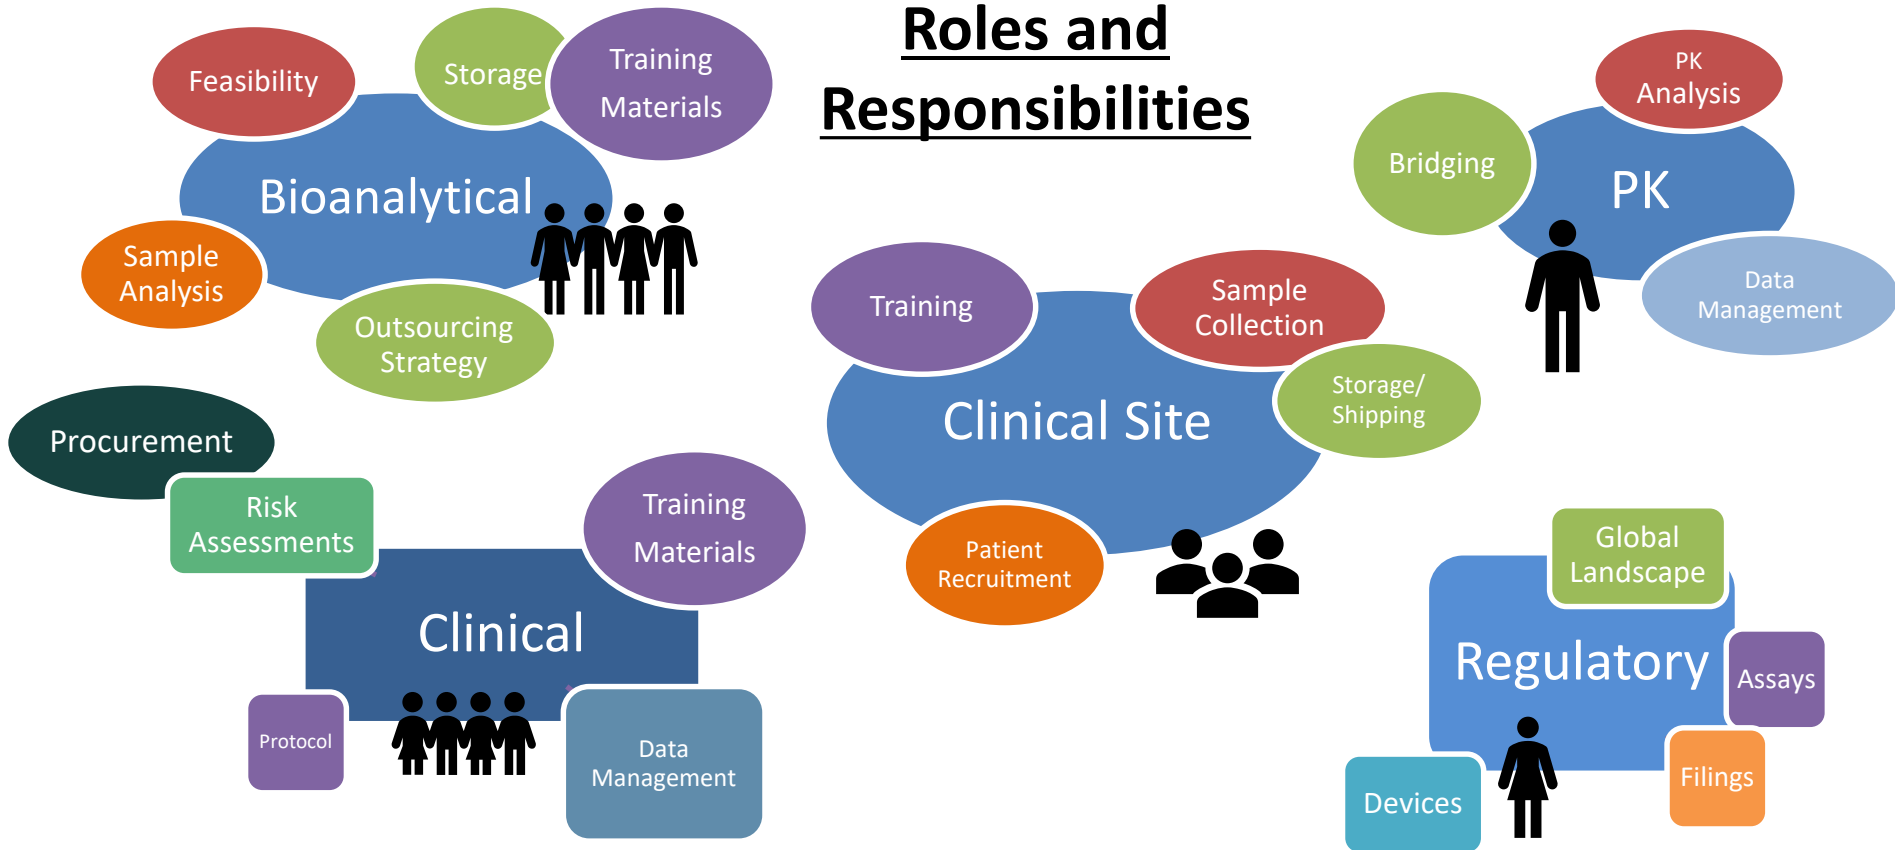 Roles and
Responsibilities
Feasibility
Storage
Training
Materials
Bioanalytical
Sample
Analysis
Outsourcing
Strategy
PK
Analysis
Bridging
PK
Data
Management
Training
Sample
Collection
Storage/
Shipping
Clinical Site
Patient
Recruitment
Procurement
Risk
Assessments
Training
Materials
Clinical
Protocol
Data
Management
Global
Landscape
Regulatory
Assays
Filings
Devices